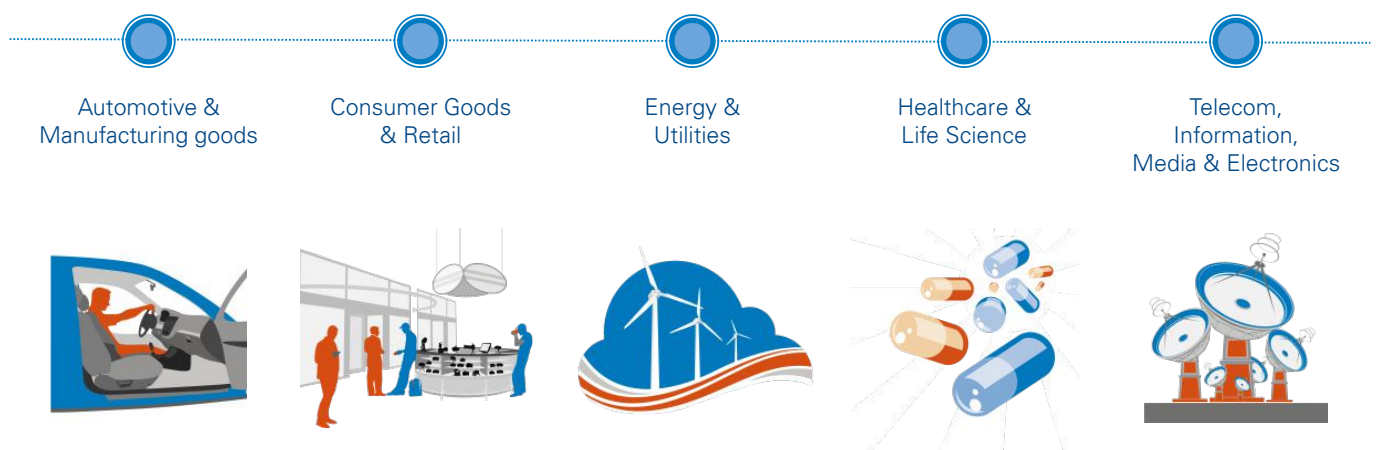 Automotive &
Manufacturing goods
Consumer Goods
& Retail
Energy &
Utilities
Healthcare &
Life Science
Telecom,
Information,
Media & Electronics